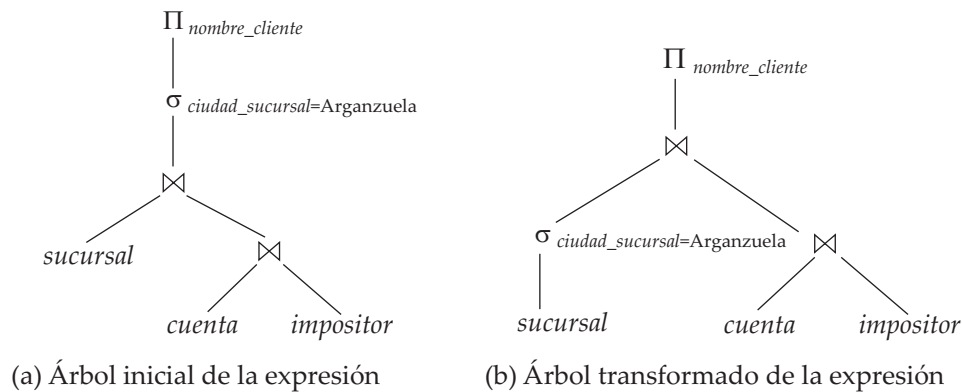 Π nombre_cliente
σ ciudad_sucursal=Arganzuela
⋈
sucursal
⋈
cuenta impositor
(a) Árbol inicial de la expresión
Π nombre_cliente
⋈
σ ciudad_sucursal=Arganzuela
⋈
sucursal cuenta impositor
(b) Árbol transformado de la expresión